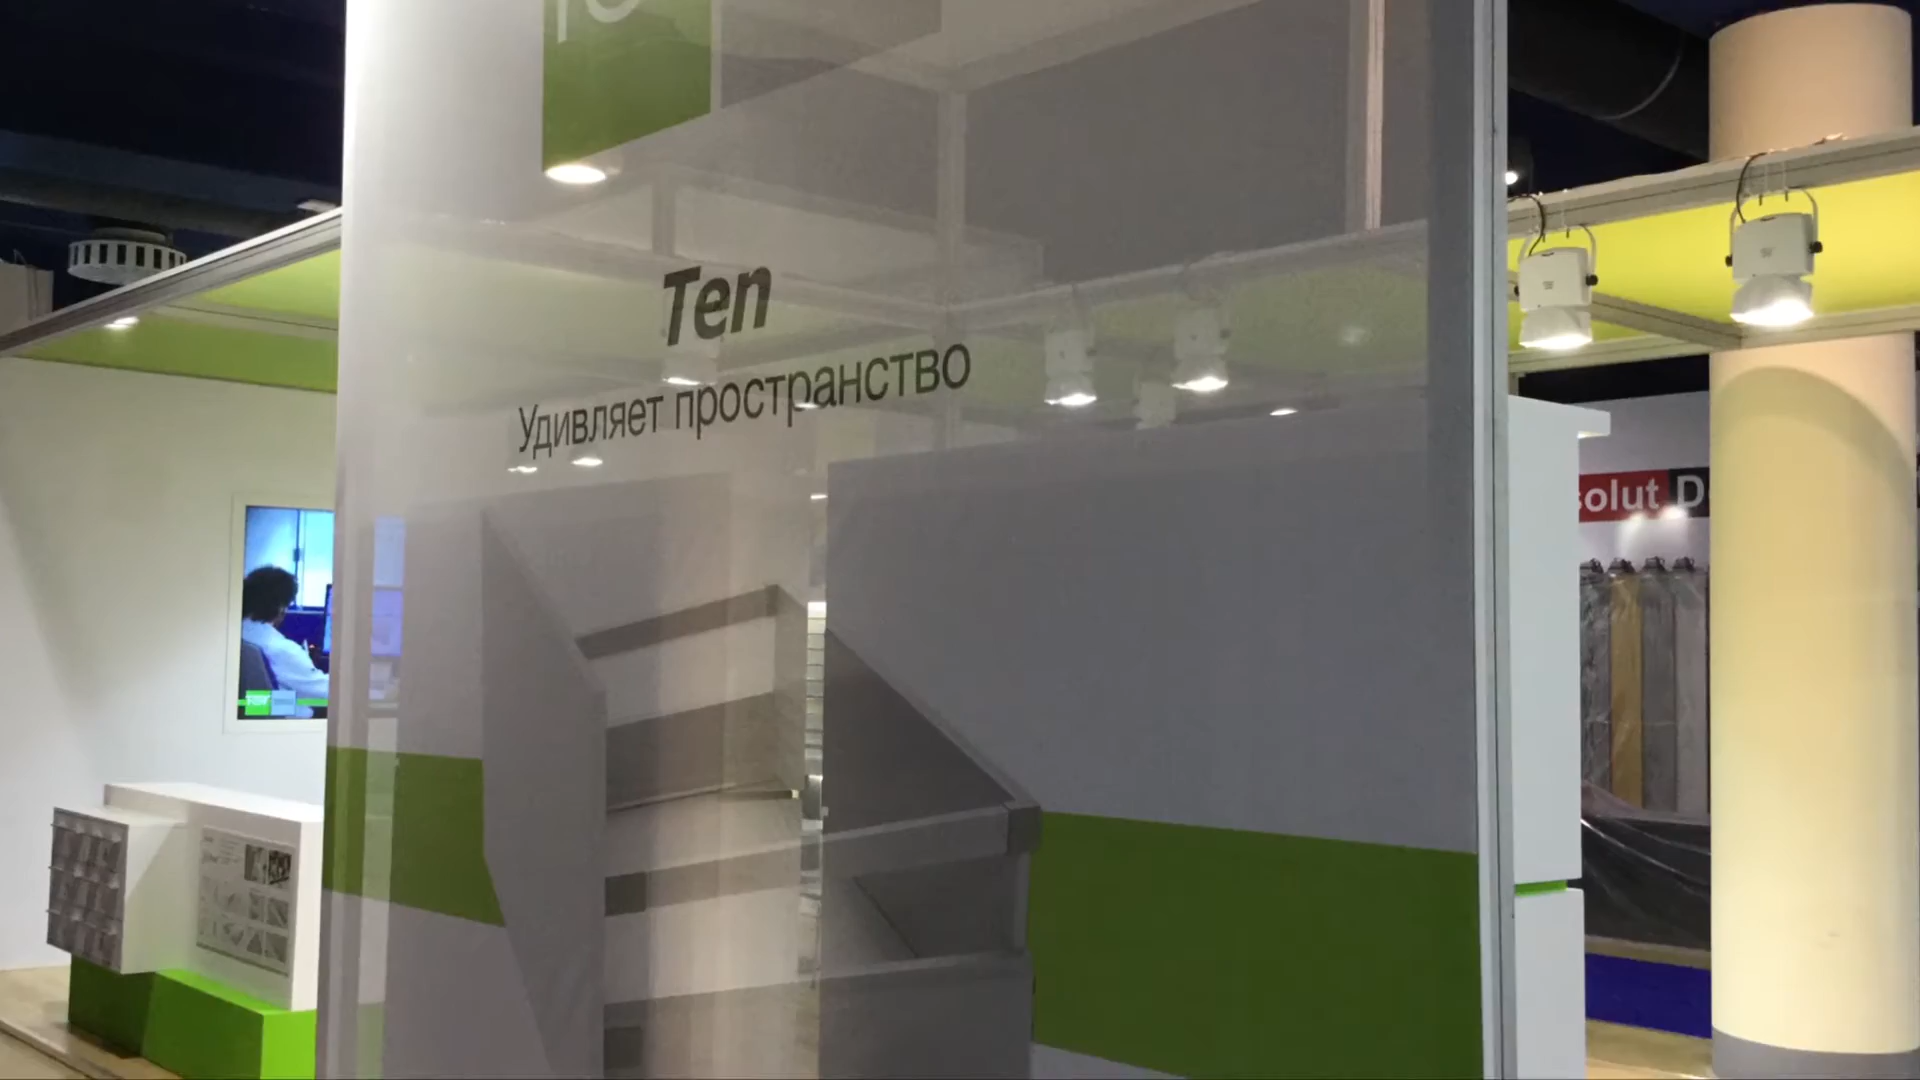 Ten
Удивляет пространство
solut D